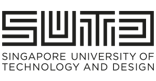 SUTD
SINGAPORE UNIVERSITY OF
TECHNOLOGY AND DESIGN